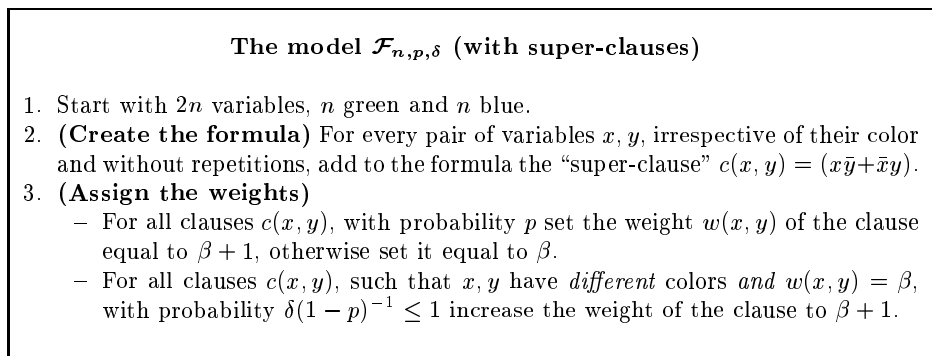 The model 𝓕ₙ,ₚ,δ (with super-clauses)
1. Start with 2n variables, n green and n blue.
2. (Create the formula) For every pair of variables x, y, irrespective of their color
and without repetitions, add to the formula the “super-clause” c(x, y) = (xȳ+x̄y).
3. (Assign the weights)
– For all clauses c(x, y), with probability p set the weight w(x, y) of the clause
equal to β + 1, otherwise set it equal to β.
– For all clauses c(x, y), such that x, y have different colors and w(x, y) = β,
with probability δ(1 − p)⁻¹ ≤ 1 increase the weight of the clause to β + 1.